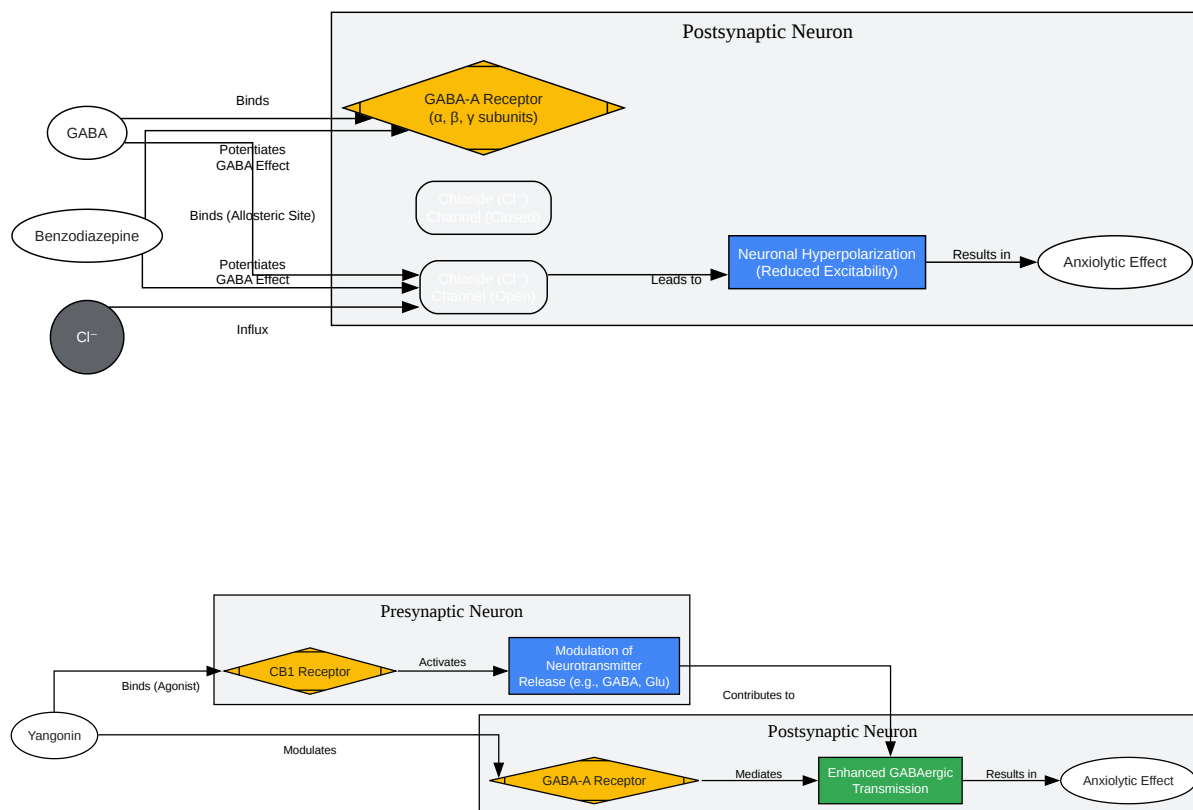 Postsynaptic Neuron
GABA-A Receptor
(α, β, γ subunits)
Binds
GABA
Potentiates
GABA Effect
Chloride (Cl⁻)
Channel (Closed)
Binds (Allosteric Site)
Benzodiazepine
Neuronal Hyperpolarization
(Reduced Excitability)
Results in
Anxiolytic Effect
Potentiates
GABA Effect
Chloride (Cl⁻)
Channel (Open)
Leads to
Cl⁻
Influx
Presynaptic Neuron
CB1 Receptor
Activates
Modulation of
Neurotransmitter
Release (e.g., GABA, Glu)
Binds (Agonist)
Contributes to
Yangonin
Postsynaptic Neuron
Modulates
GABA-A Receptor
Mediates
Enhanced GABAergic
Transmission
Results in
Anxiolytic Effect